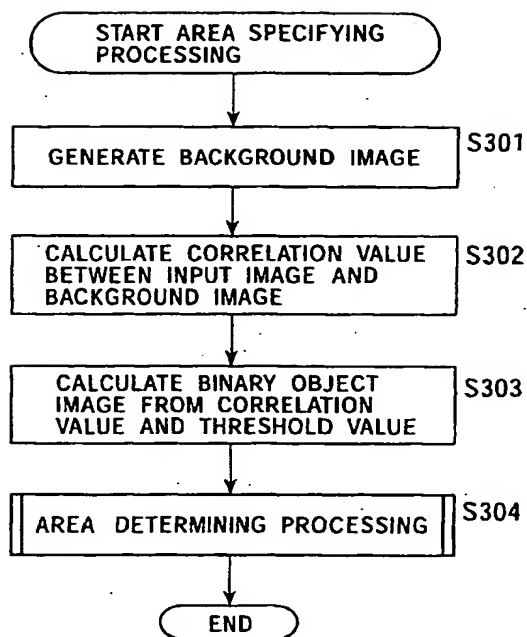 START AREA SPECIFYING
PROCESSING
GENERATE BACKGROUND IMAGE
S301
CALCULATE CORRELATION VALUE
BETWEEN INPUT IMAGE AND
BACKGROUND IMAGE
S302
CALCULATE BINARY OBJECT
IMAGE FROM CORRELATION
VALUE AND THRESHOLD VALUE
S303
AREA DETERMINING PROCESSING
S304
END